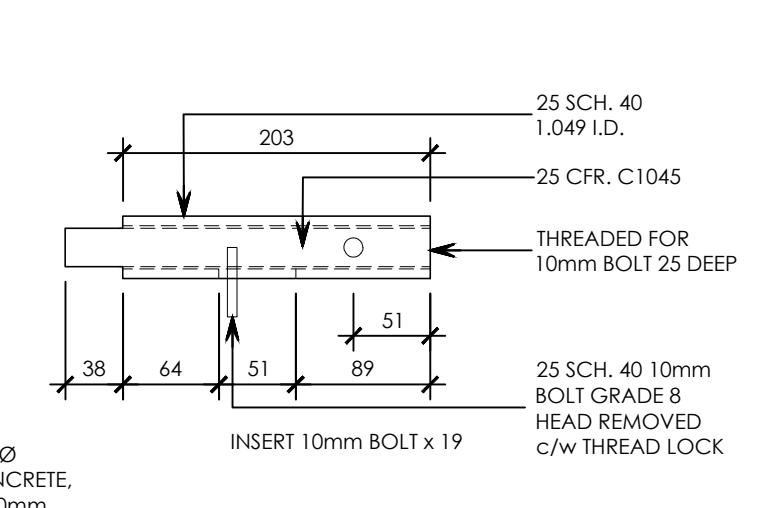 25 SCH. 40
1.049 I.D.
203
25 CFR. C1045
THREADED FOR
10mm BOLT 25 DEEP
51
38
64
51
89
25 SCH. 40 10mm
BOLT GRADE 8
HEAD REMOVED
c/w THREAD LOCK
INSERT 10mm BOLT x 19
Ø
NCRETE,
0mm